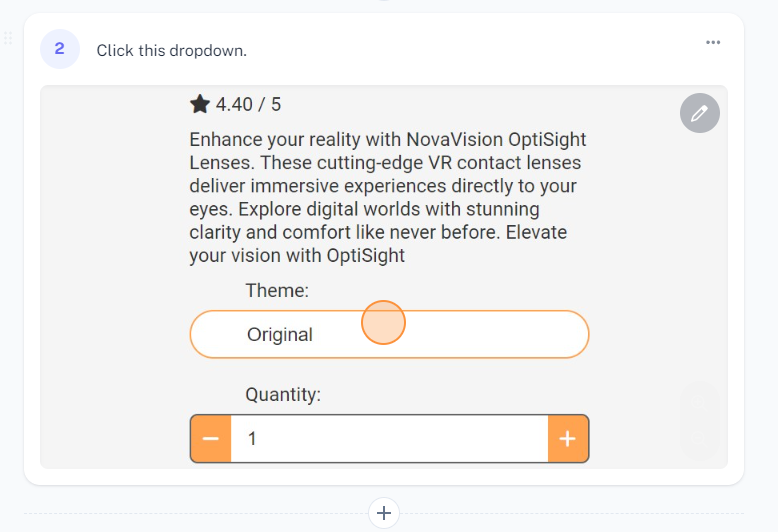 2 Click this dropdown.
4.40 / 5
Enhance your reality with NovaVision OptiSight
Lenses. These cutting-edge VR contact lenses
deliver immersive experiences directly to your
eyes. Explore digital worlds with stunning
clarity and comfort like never before. Elevate
your vision with OptiSight
Theme:
Original
Quantity:
− 1 +